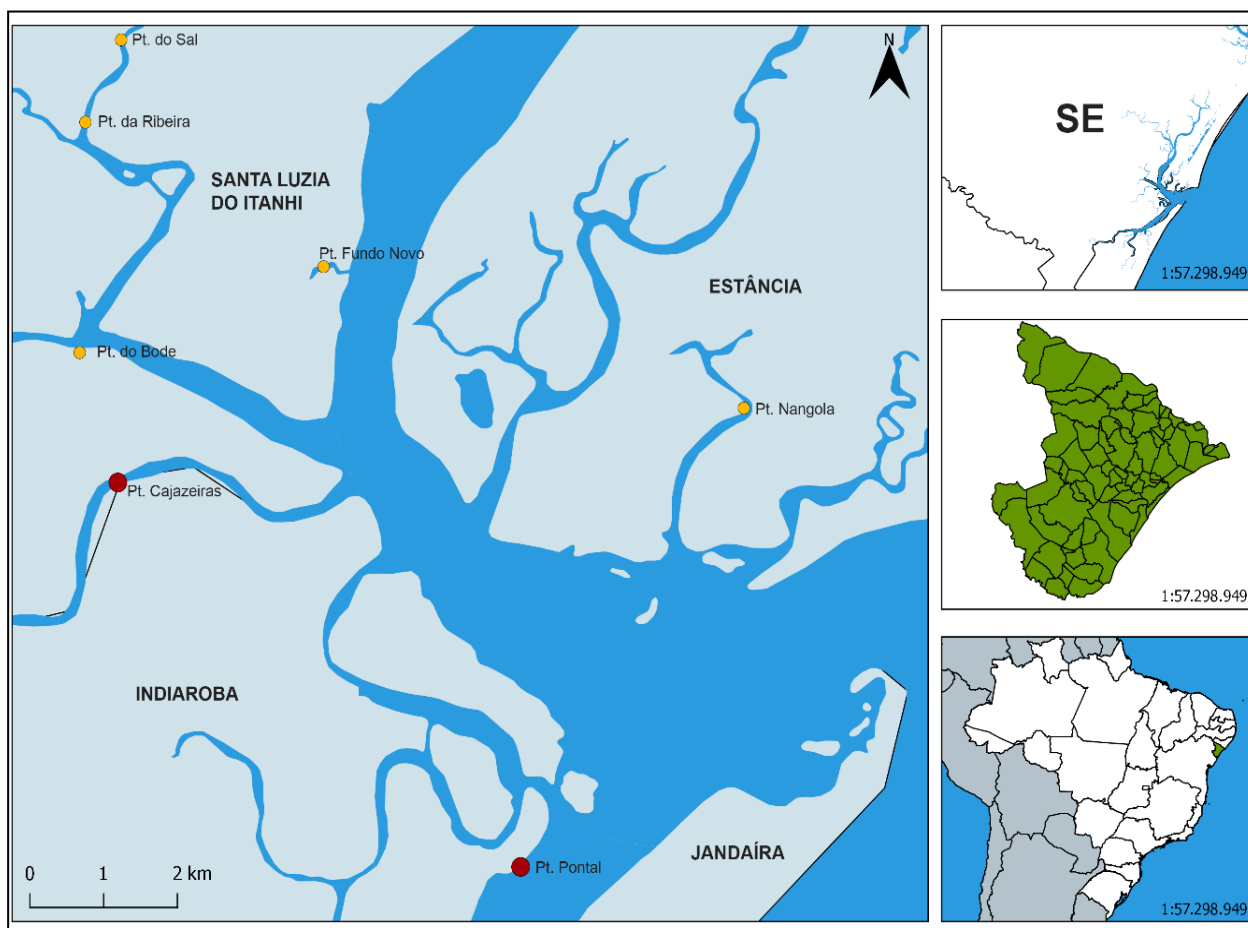 Pt. do Sal
N
Pt. da Ribeira
SANTA LUZIA
DO ITANHI
Pt. Fundo Novo
ESTÂNCIA
Pt. do Bode
Pt. Nangola
Pt. Cajazeiras
INDIAROBA
JANDAÍRA
Pt. Pontal
0 1 2 km
SE
1:57.298.949
1:57.298.949
1:57.298.949